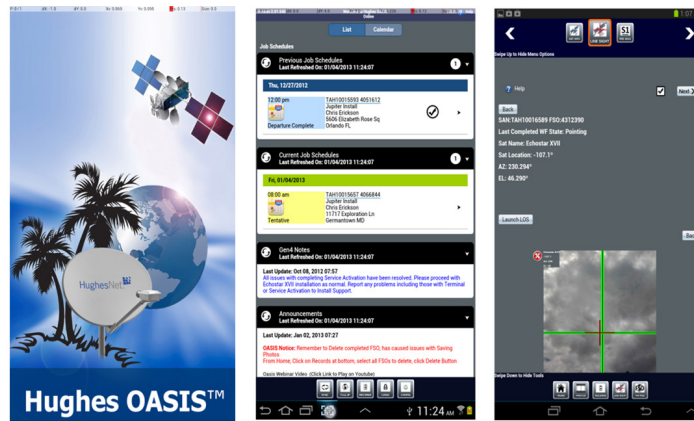 HughesNet
Hughes OASIS™
Online
List
Calendar
Job Schedules
Previous Job Schedules
Last Refreshed On: 01/04/2013 11:24:07
1
Thu, 12/27/2012
12:00 pm
Departure Complete
TAH10015593 4051612
Jupiter Install
Chris Erickson
5606 Elizabeth Rose Sq
Orlando FL
Current Job Schedules
Last Refreshed On: 01/04/2013 11:24:07
1
Fri, 01/04/2013
08:00 am
Tentative
TAH10015657 4066844
Jupiter Install
Chris Erickson
11717 Exploration Ln
Germantown MD
Gen4 Notes
Last Refreshed On: 01/04/2013 11:24:07
Last Update: Oct 08, 2012 07:57
All issues with completing Service Activation have been resolved. Please proceed with
Echostar XVII installation as normal. Report any problems including those with Terminal
or Service Activation to Install Support.
Announcements
Last Refreshed On: 01/04/2013 11:24:07
Last Update: Jan 02, 2013 07:27
OASIS Notice: Remember to Delete completed FSO, has caused issues with Saving
Photos
From Home, Click on Records at bottom, select all FSOs to delete, click Delete Button
Oasis Webinar Video (Click Link to Play on Youtube)
11:24 AM
LINE SIGHT
S1
Swipe Up to Hide Menu Options
Help
Next
Back
SAN:TAH10016589 FSO:4312390
Last Completed WF State: Pointing
Sat Name: Echostar XVII
Sat Location: -107.1°
AZ: 230.294°
EL: 46.290°
Launch LOS
Swipe Down to Hide Tools